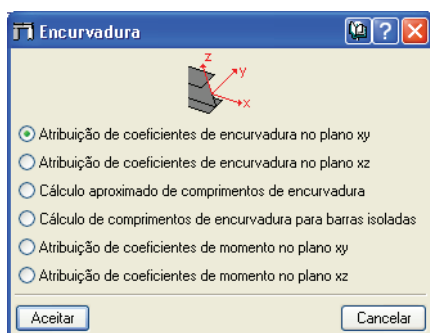 Encurvadura
z
y
x
Atribuição de coeficientes de encurvadura no plano xy
Atribuição de coeficientes de encurvadura no plano xz
Cálculo aproximado de comprimentos de encurvadura
Cálculo de comprimentos de encurvadura para barras isoladas
Atribuição de coeficientes de momento no plano xy
Atribuição de coeficientes de momento no plano xz
Aceitar Cancelar